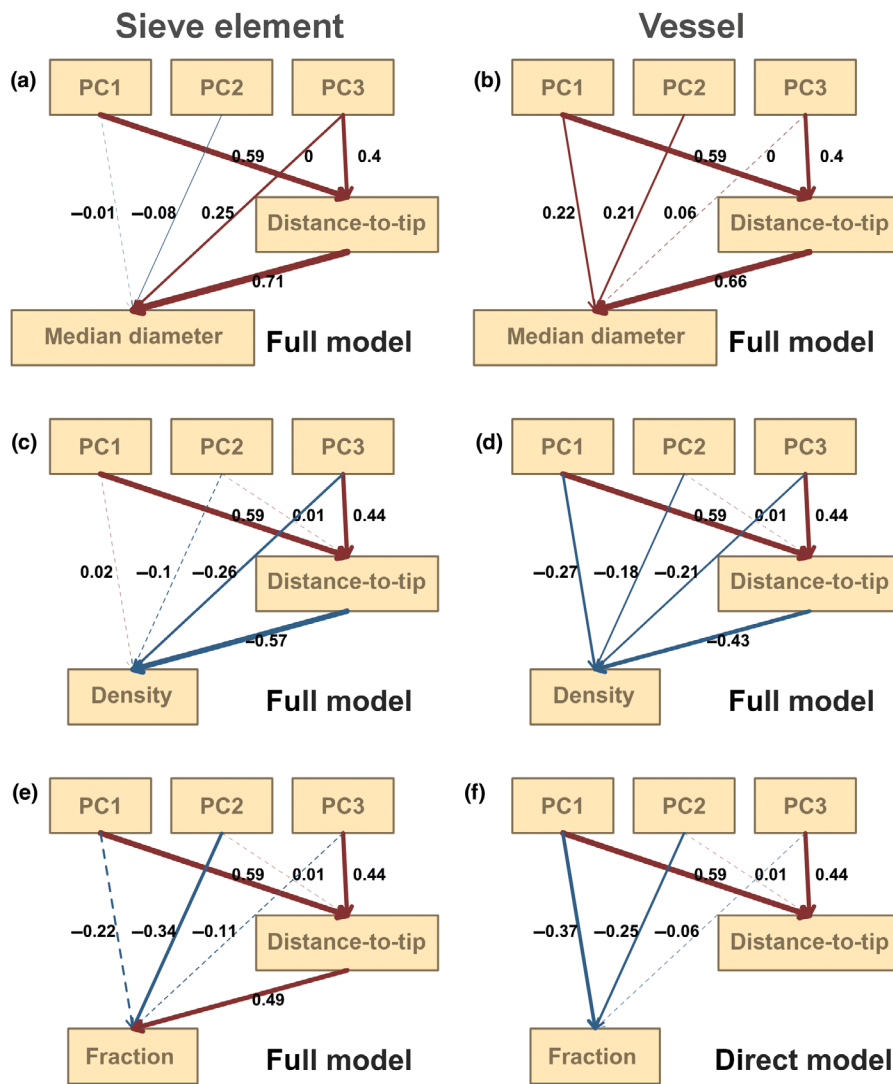 Sieve element
Vessel
(a)
PC1
PC2
PC3
0.59
0
0.4
−0.01
−0.08
0.25
Distance-to-tip
0.71
Median diameter
Full model
(b)
PC1
PC2
PC3
0.59
0
0.4
0.22
0.21
0.06
Distance-to-tip
0.66
Median diameter
Full model
(c)
PC1
PC2
PC3
0.59
0.01
0.44
0.02
−0.1
−0.26
Distance-to-tip
−0.57
Density
Full model
(d)
PC1
PC2
PC3
0.59
0.01
0.44
−0.27
−0.18
−0.21
Distance-to-tip
−0.43
Density
Full model
(e)
PC1
PC2
PC3
0.59
0.01
0.44
−0.22
−0.34
−0.11
Distance-to-tip
0.49
Fraction
Full model
(f)
PC1
PC2
PC3
0.59
0.01
0.44
−0.37
−0.25
−0.06
Distance-to-tip
Fraction
Direct model